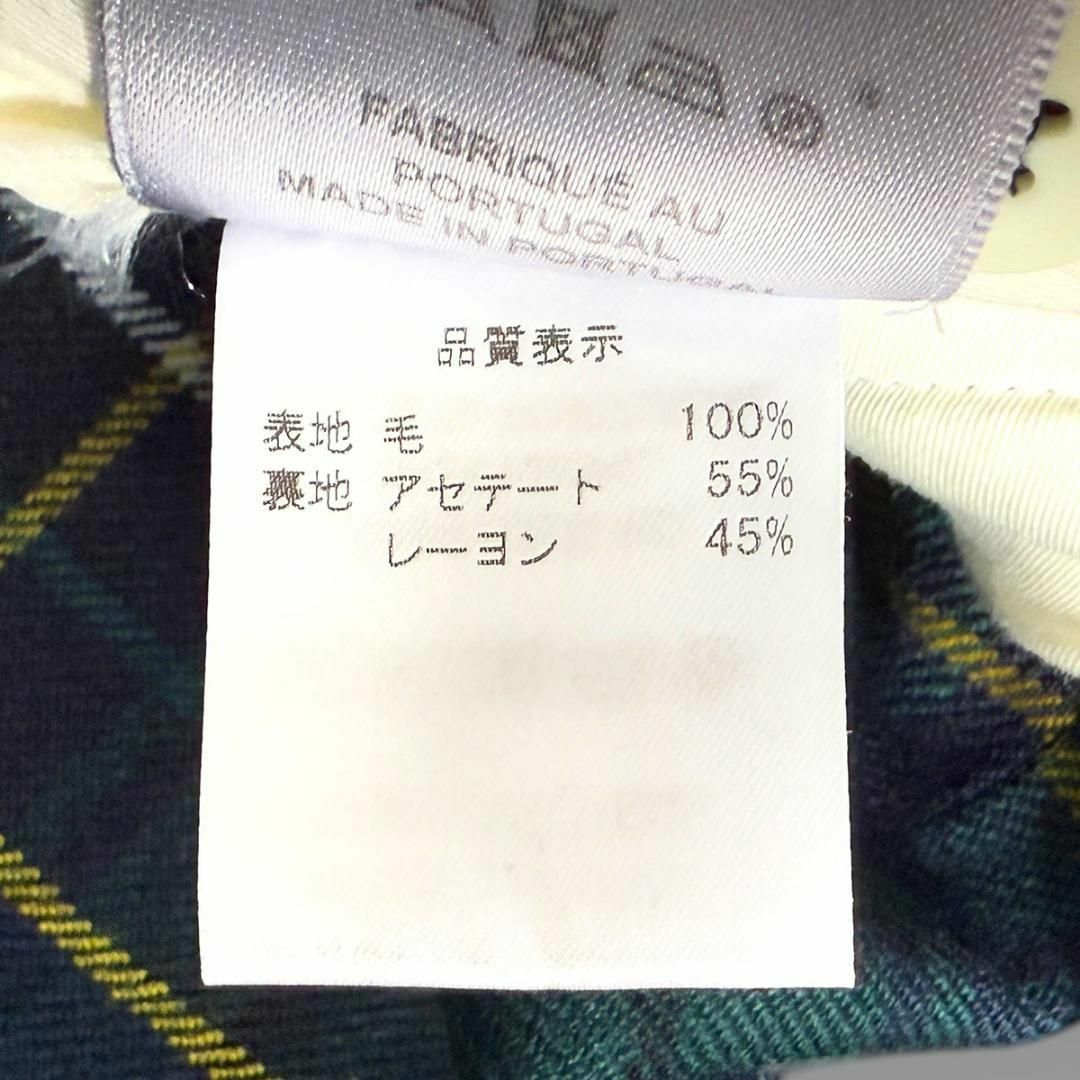 FABRIQUÉ AU
PORTUGAL
MADE IN PORTUGAL
品質表示
表地 毛 100%
裏地 アセテート 55%
レーヨン 45%